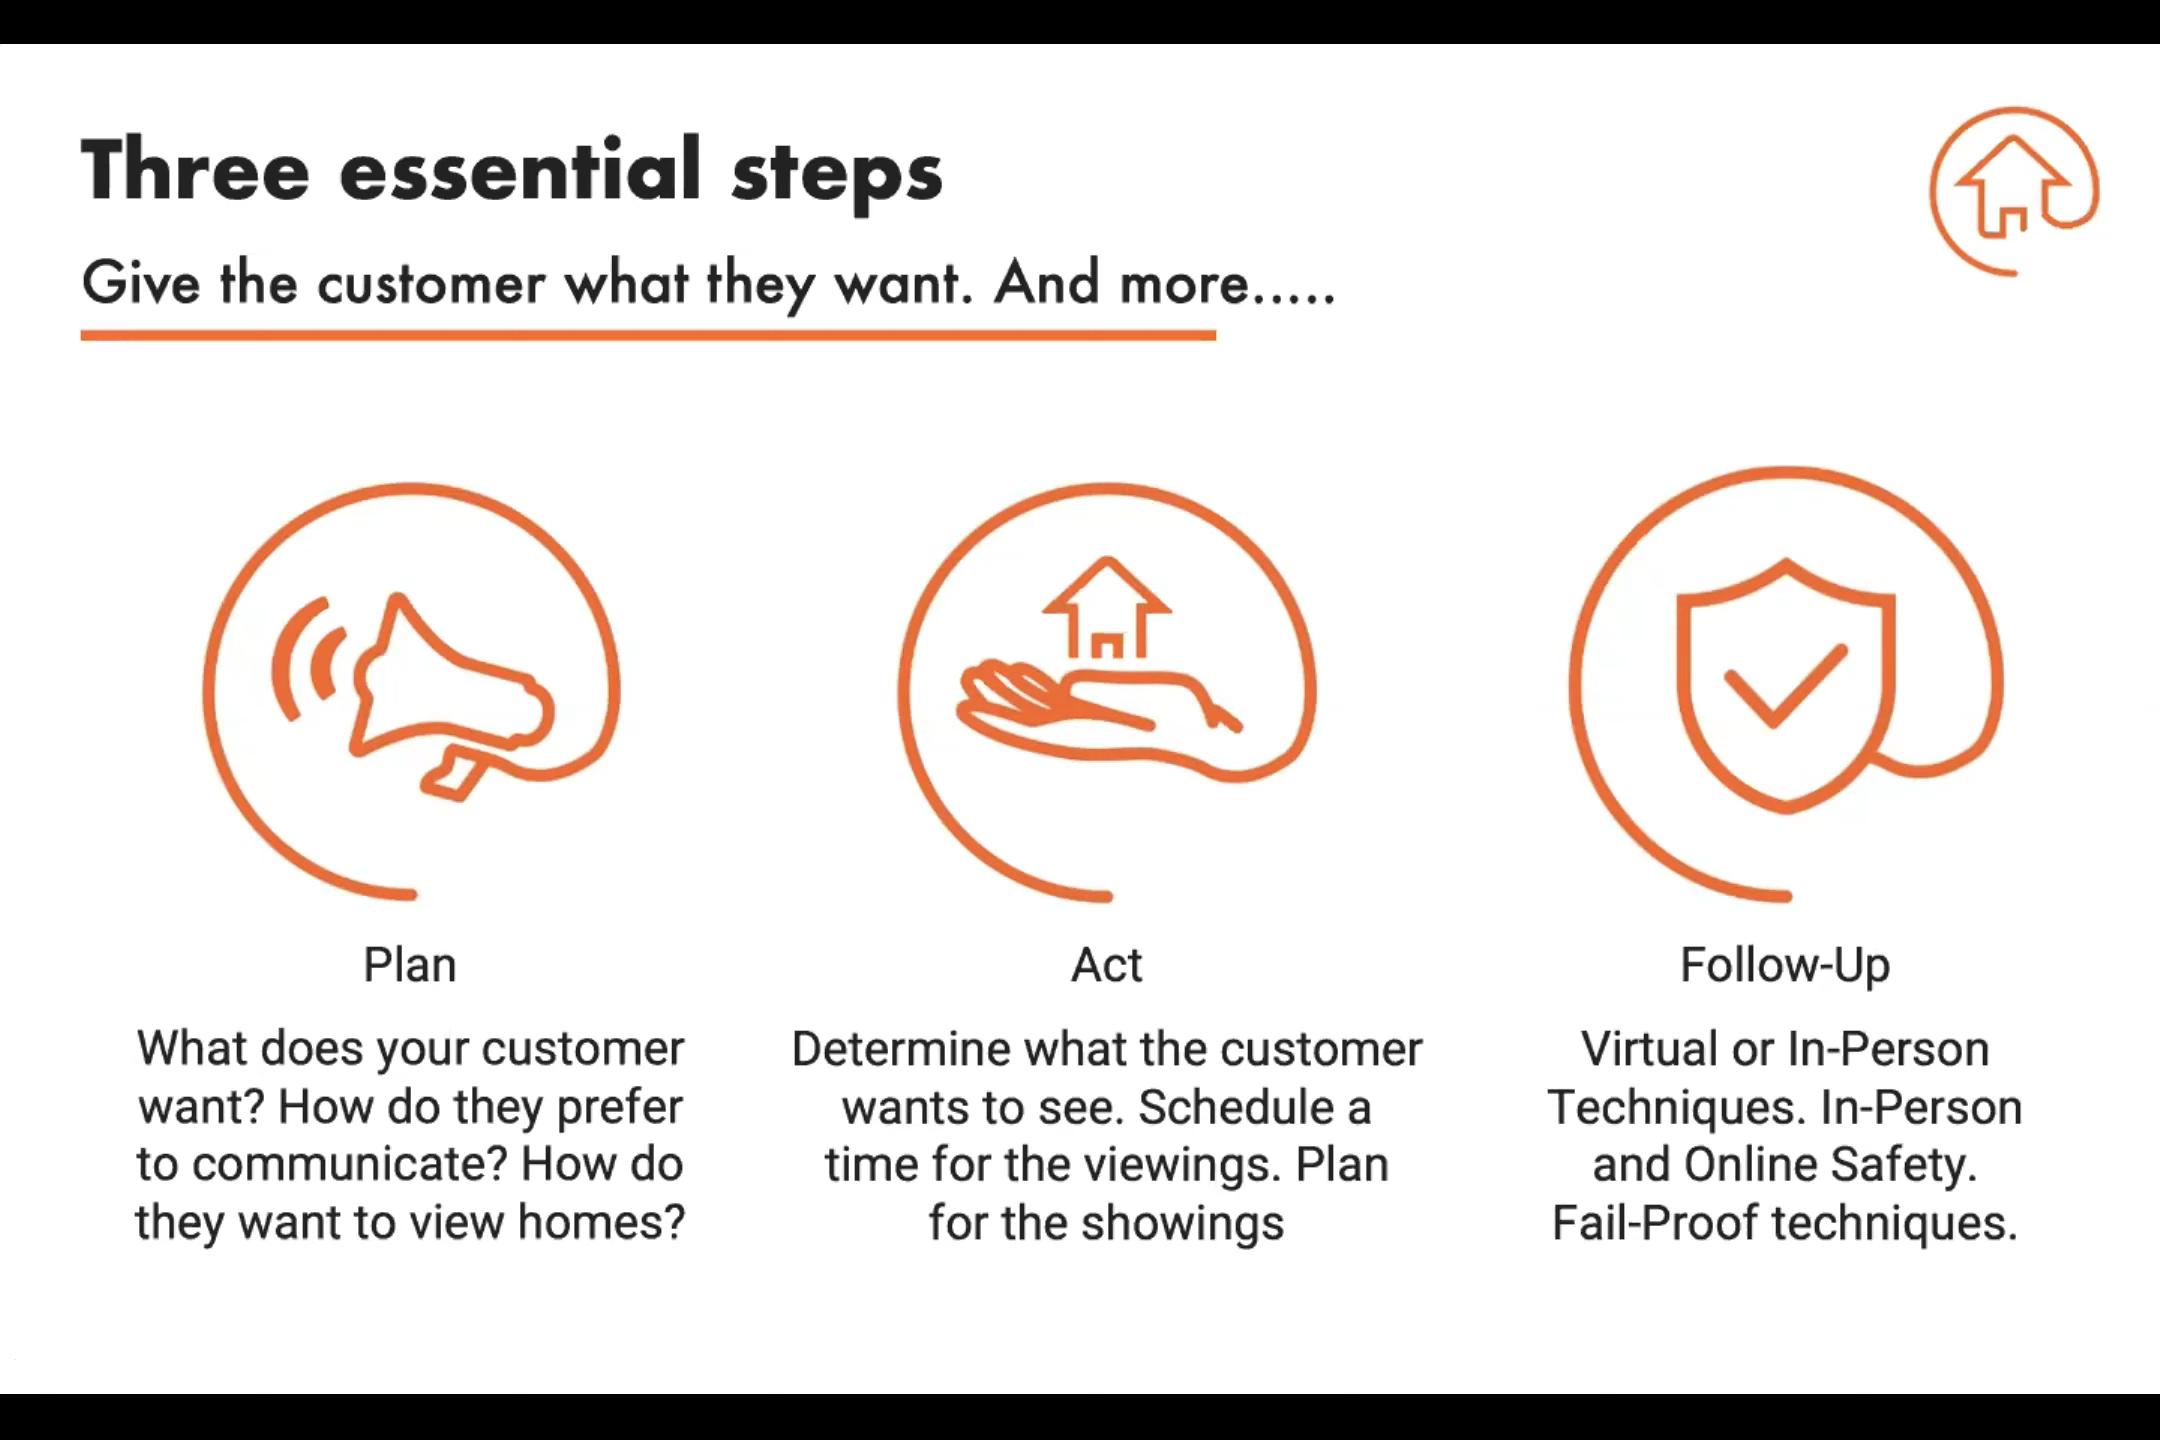 Three essential steps
Give the customer what they want. And more.....
Plan
What does your customer
want? How do they prefer
to communicate? How do
they want to view homes?
Act
Determine what the customer
wants to see. Schedule a
time for the viewings. Plan
for the showings
Follow-Up
Virtual or In-Person
Techniques. In-Person
and Online Safety.
Fail-Proof techniques.